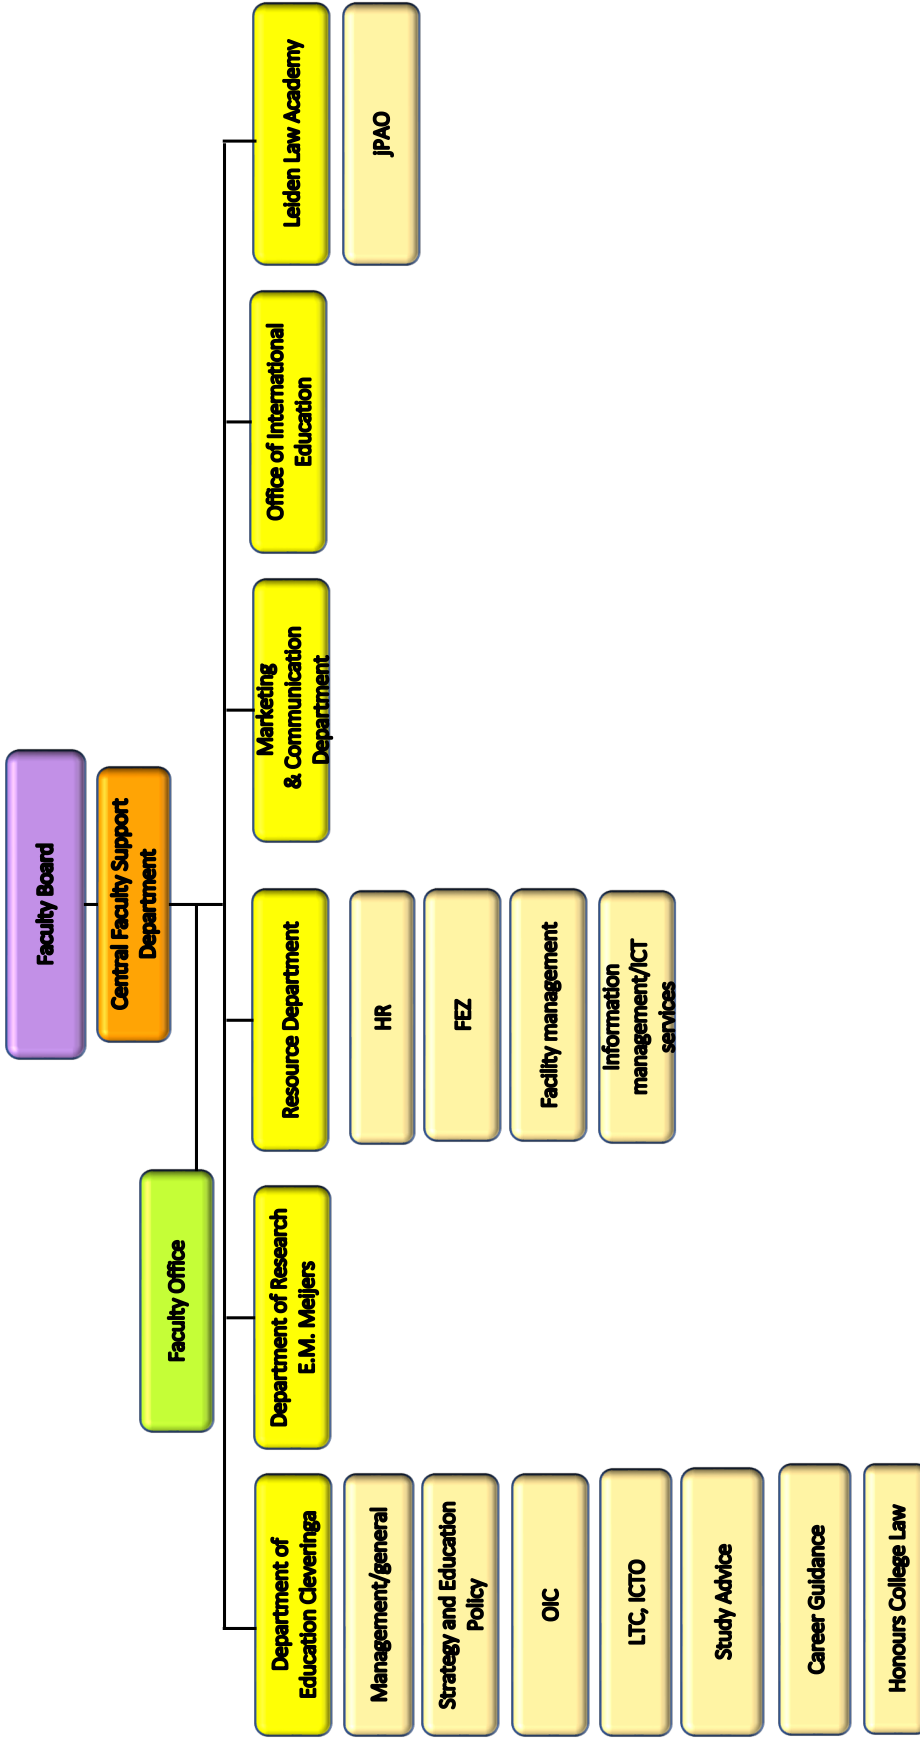 Faculty Board
Central Faculty Support
Department
Faculty Office
Department of
Education Cleveringa
Management/general
Strategy and Education
Policy
OIC
LTC, ICTO
Study Advice
Career Guidance
Honours College Law
Department of Research
E.M. Meijers
Resource Department
HR
FEZ
Facility management
Information
management/ICT
services
Marketing
& Communication
Department
Office of International
Education
Leiden Law Academy
jPAO